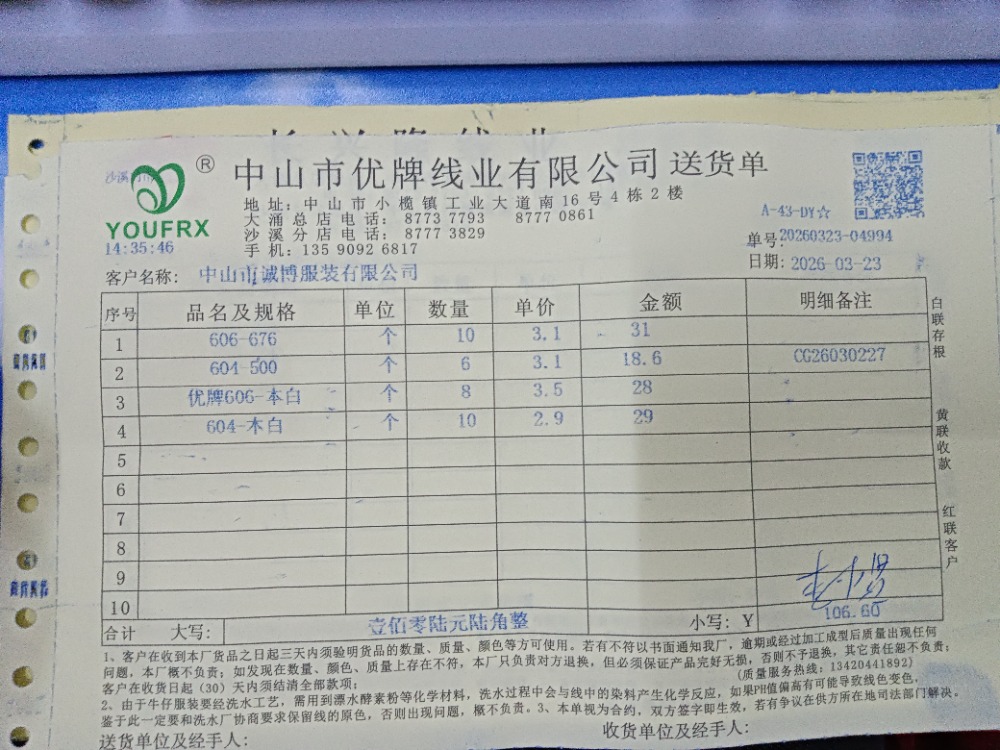 中山市优牌线业有限公司 送货单
YOUFRX ®
14:35:46
地址:中山市小榄镇工业大道南16号4栋2楼
大涌总店电话: 8773 7793 8777 0861
沙溪分店电话: 8777 3829
手机:135 9092 6817
A-43-DY☆
单号:20260323-04994
日期:2026-03-23
客户名称: 中山市诚博服装有限公司
序号 品名及规格 单位 数量 单价 金额 明细备注
1 606-676 个 10 3.1 31
2 604-500 个 6 3.1 18.6 CG26030227
3 优牌606-本白 个 8 3.5 28
4 604-本白 个 10 2.9 29
5
6
7
8
9
10
合计 大写: 壹佰零陆元陆角整 小写:Y 106.60
白联存根
黄联收款
红联客户
1、客户在收到本厂货品之日起三天内须验明货品的数量、质量、颜色等方可使用。若有不符以书面通知我厂,逾期或经过加工成型后质量出现任何
问题,本厂概不负责;如发现在数量、颜色、质量上存在不符,本厂只负责对方退换,但必须保证产品完好无损,否则不予退换,其它责任恕不负责;
客户在收货日起(30)天内须结清全部款项; (质量服务热线:13420441892)
2、由于牛仔服装要经洗水工艺,需用到漂水酵素粉等化学材料,洗水过程中会与线中的染料产生化学反应,如果PH值偏高有可能导致线色变色,
鉴于此一定要和洗水厂协商要求保留线的原色,否则出现问题,概不负责。3、本单视为合约,双方签字即生效,若有争议在供方所在地司法部门解决。
送货单位及经手人: 收货单位及经手人: